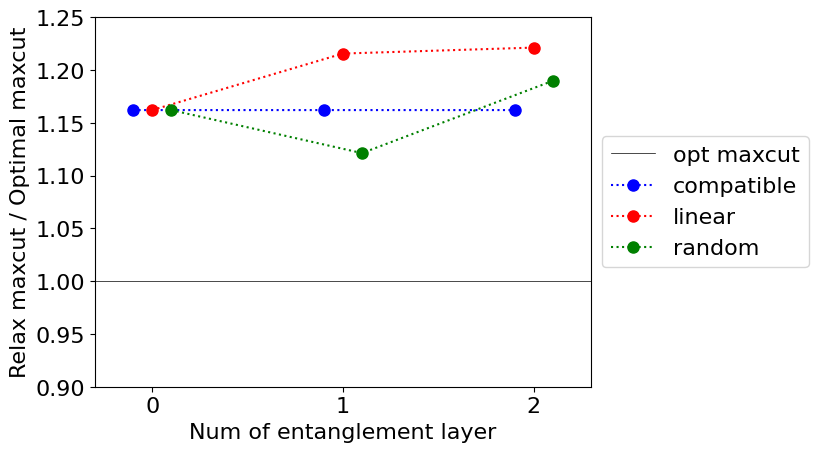 Relax maxcut / Optimal maxcut
1.25
1.20
1.15
1.10
1.05
1.00
0.95
0.90
0
1
2
Num of entanglement layer
opt maxcut
compatible
linear
random